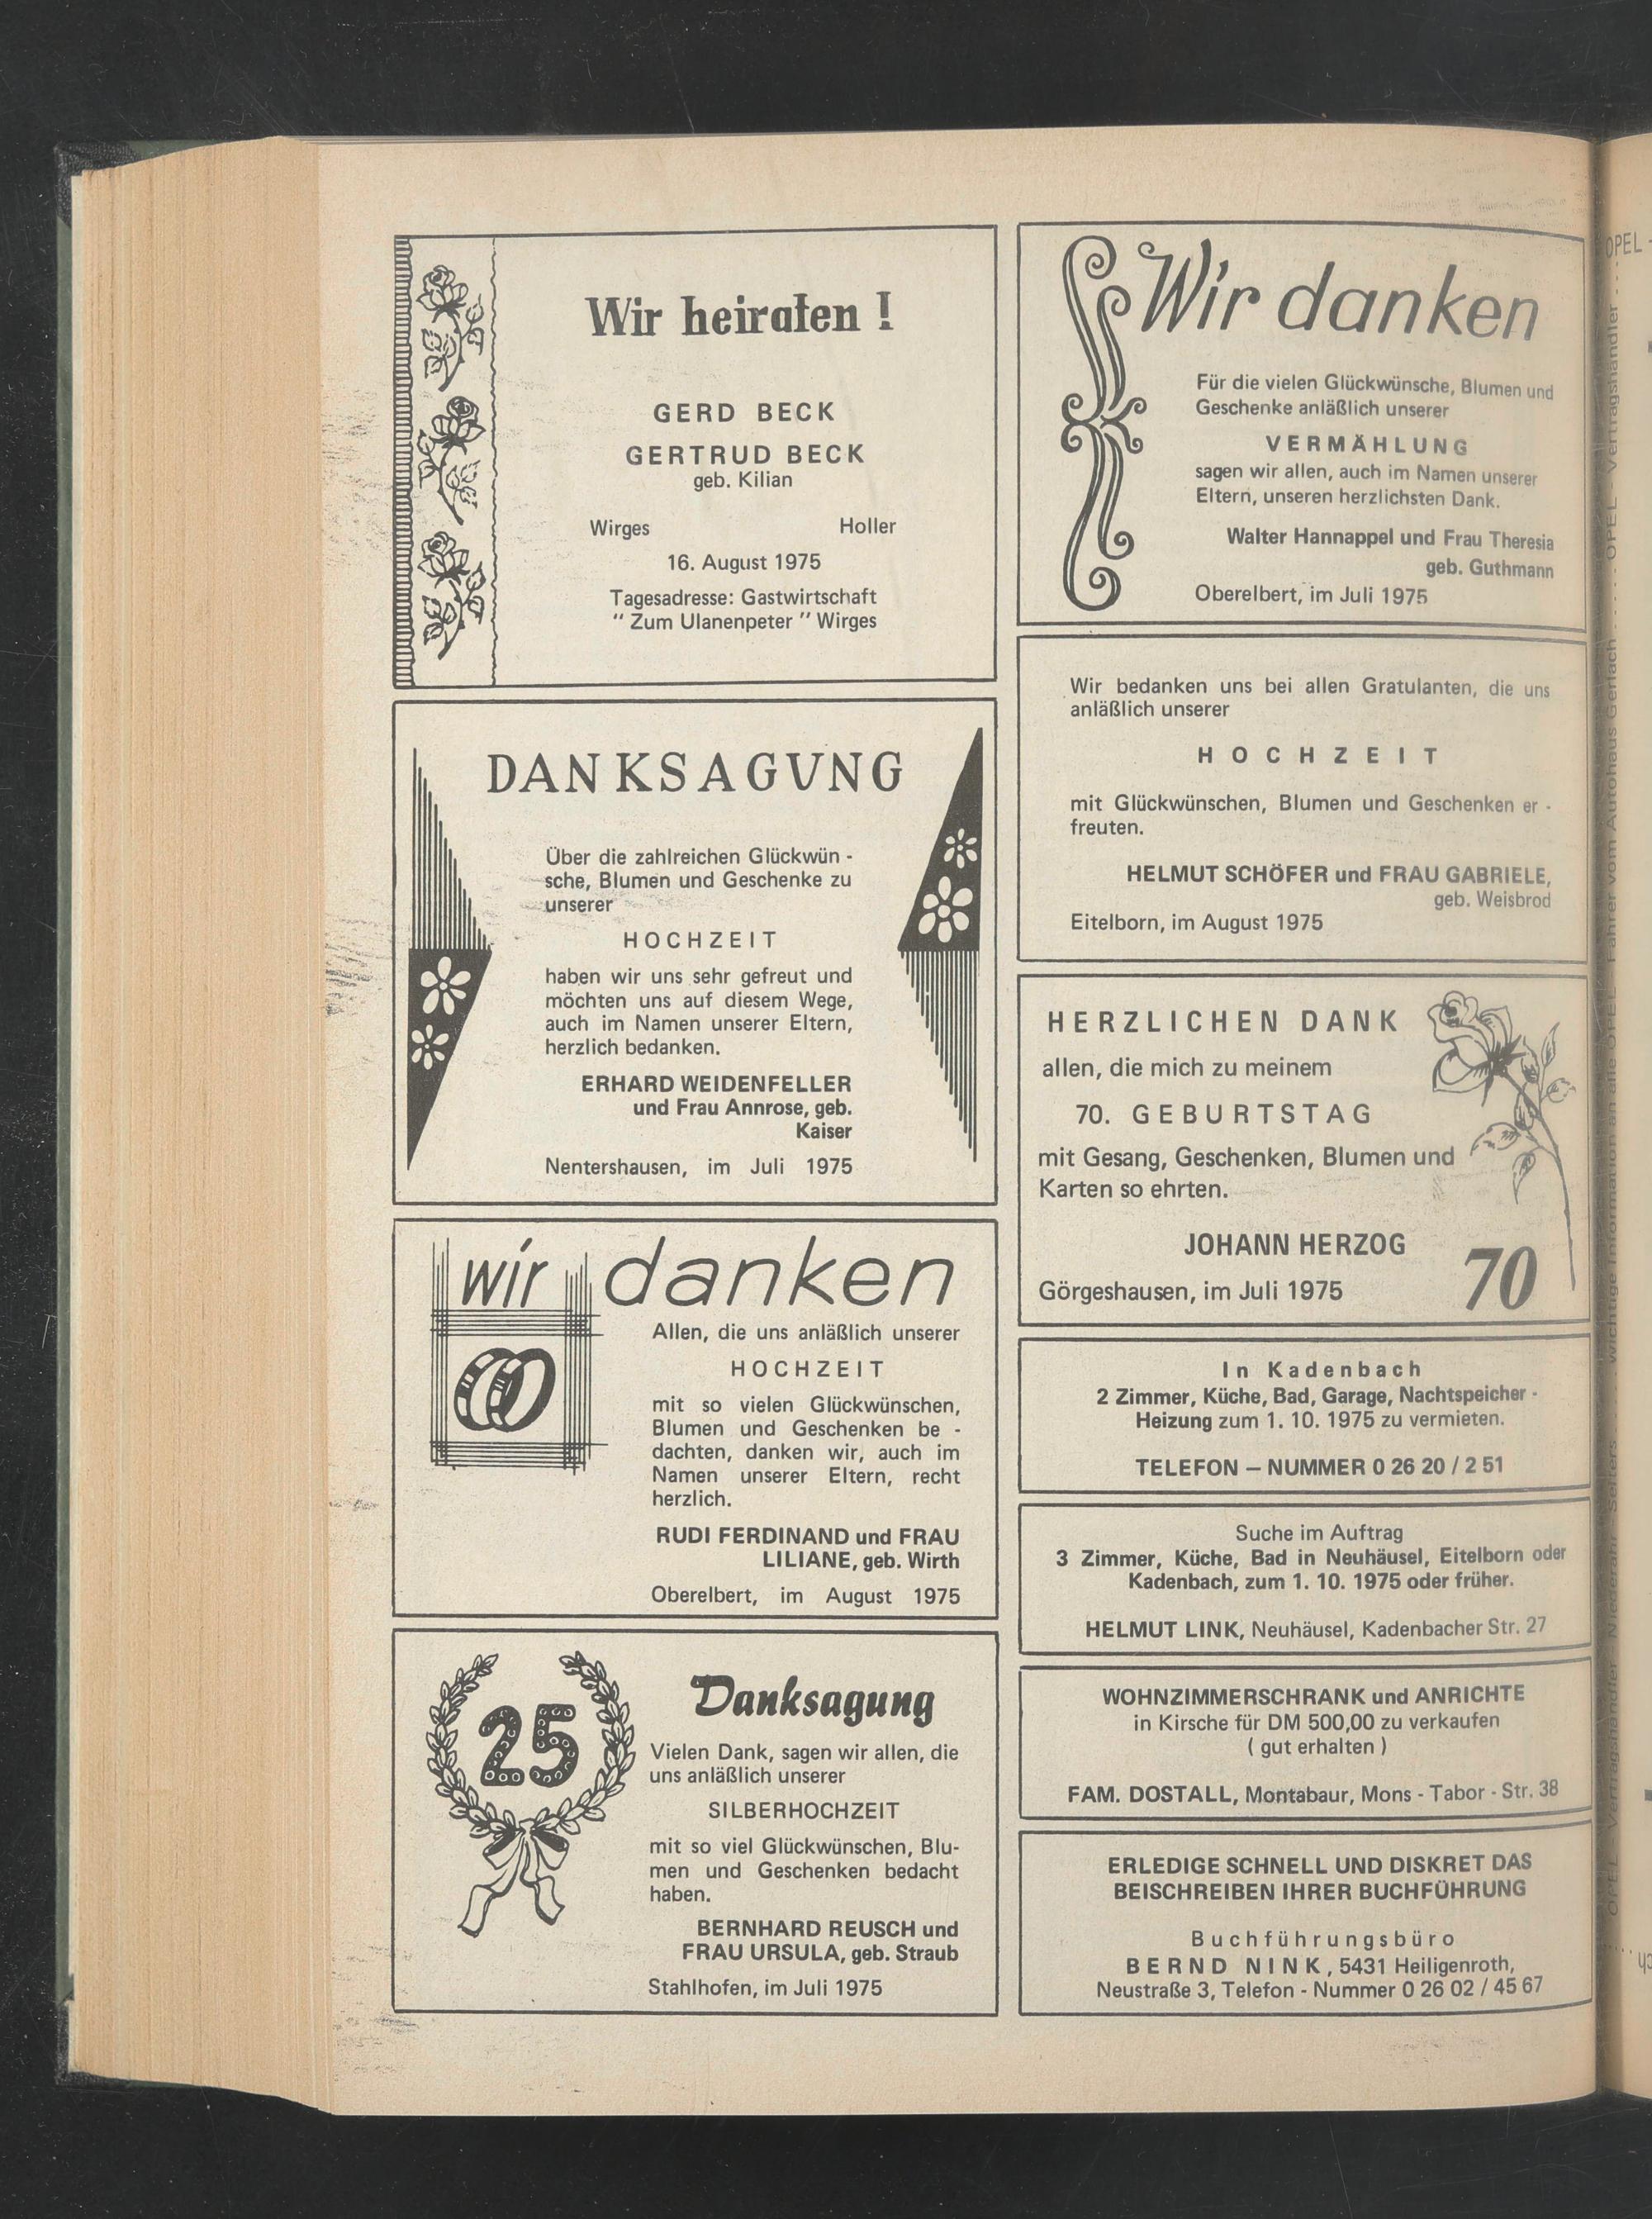 Wir heiraten !
GERD BECK
GERTRUD BECK
geb. Kilian
Wirges Holler
16. August 1975
Tagesadresse: Gastwirtschaft
" Zum Ulanenpeter " Wirges
DANKSAGUNG
Über die zahlreichen Glückwün -
sche, Blumen und Geschenke zu
unserer
HOCHZEIT
haben wir uns sehr gefreut und
möchten uns auf diesem Wege,
auch im Namen unserer Eltern,
herzlich bedanken.
ERHARD WEIDENFELLER
und Frau Annrose, geb.
Kaiser
Nentershausen, im Juli 1975
wir danken
Allen, die uns anläßlich unserer
HOCHZEIT
mit so vielen Glückwünschen,
Blumen und Geschenken be -
dachten, danken wir, auch im
Namen unserer Eltern, recht
herzlich.
RUDI FERDINAND und FRAU
LILIANE, geb. Wirth
Oberelbert, im August 1975
25
Danksagung
Vielen Dank, sagen wir allen, die
uns anläßlich unserer
SILBERHOCHZEIT
mit so viel Glückwünschen, Blu-
men und Geschenken bedacht
haben.
BERNHARD REUSCH und
FRAU URSULA, geb. Straub
Stahlhofen, im Juli 1975
Wir danken
Für die vielen Glückwünsche, Blumen und
Geschenke anläßlich unserer
VERMÄHLUNG
sagen wir allen, auch im Namen unserer
Eltern, unseren herzlichsten Dank.
Walter Hannappel und Frau Theresia
geb. Guthmann
Oberelbert, im Juli 1975
Wir bedanken uns bei allen Gratulanten, die uns
anläßlich unserer
HOCHZEIT
mit Glückwünschen, Blumen und Geschenken er -
freuten.
HELMUT SCHÖFER und FRAU GABRIELE,
geb. Weisbrod
Eitelborn, im August 1975
HERZLICHEN DANK
allen, die mich zu meinem
70. GEBURTSTAG
mit Gesang, Geschenken, Blumen und
Karten so ehrten.
JOHANN HERZOG
Görgeshausen, im Juli 1975
70
In Kadenbach
2 Zimmer, Küche, Bad, Garage, Nachtspeicher -
Heizung zum 1. 10. 1975 zu vermieten.
TELEFON – NUMMER 0 26 20 / 2 51
Suche im Auftrag
3 Zimmer, Küche, Bad in Neuhäusel, Eitelborn oder
Kadenbach, zum 1. 10. 1975 oder früher.
HELMUT LINK, Neuhäusel, Kadenbacher Str. 27
WOHNZIMMERSCHRANK und ANRICHTE
in Kirsche für DM 500,00 zu verkaufen
( gut erhalten )
FAM. DOSTALL, Montabaur, Mons - Tabor - Str. 38
ERLEDIGE SCHNELL UND DISKRET DAS
BEISCHREIBEN IHRER BUCHFÜHRUNG
Buchführungsbüro
BERND NINK, 5431 Heiligenroth,
Neustraße 3, Telefon - Nummer 0 26 02 / 45 67
OPEL -